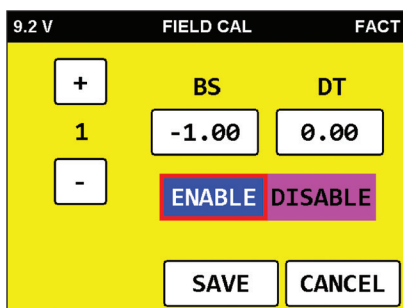 9.2 V FIELD CAL FACT
+ BS DT
1 -1.00 0.00
-
ENABLE DISABLE
SAVE CANCEL